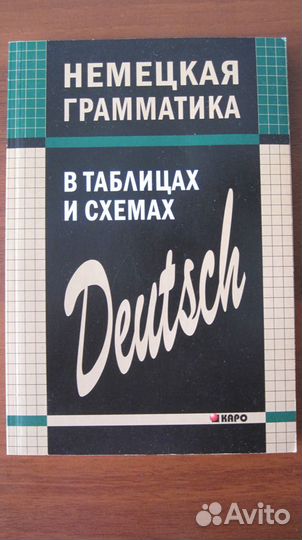 НЕМЕЦКАЯ
ГРАММАТИКА
В ТАБЛИЦАХ
И СХЕМАХ
Deutsch
КАРО
Avito